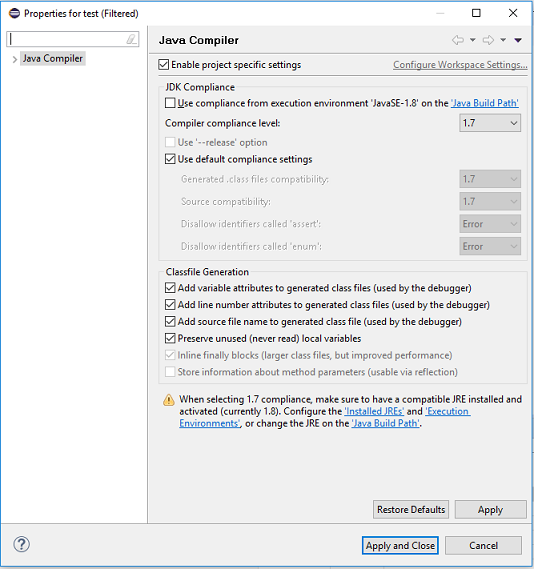 Properties for test (Filtered)
Java Compiler
Java Compiler
Enable project specific settings
Configure Workspace Settings...
JDK Compliance
Use compliance from execution environment 'JavaSE-1.8' on the 'Java Build Path'
Compiler compliance level:
1.7
Use '--release' option
Use default compliance settings
Generated .class files compatibility:
1.7
Source compatibility:
1.7
Disallow identifiers called 'assert':
Error
Disallow identifiers called 'enum':
Error
Classfile Generation
Add variable attributes to generated class files (used by the debugger)
Add line number attributes to generated class files (used by the debugger)
Add source file name to generated class file (used by the debugger)
Preserve unused (never read) local variables
Inline finally blocks (larger class files, but improved performance)
Store information about method parameters (usable via reflection)
When selecting 1.7 compliance, make sure to have a compatible JRE installed and
activated (currently 1.8). Configure the 'Installed JREs' and 'Execution
Environments', or change the JRE on the 'Java Build Path'.
Restore Defaults
Apply
?
Apply and Close
Cancel